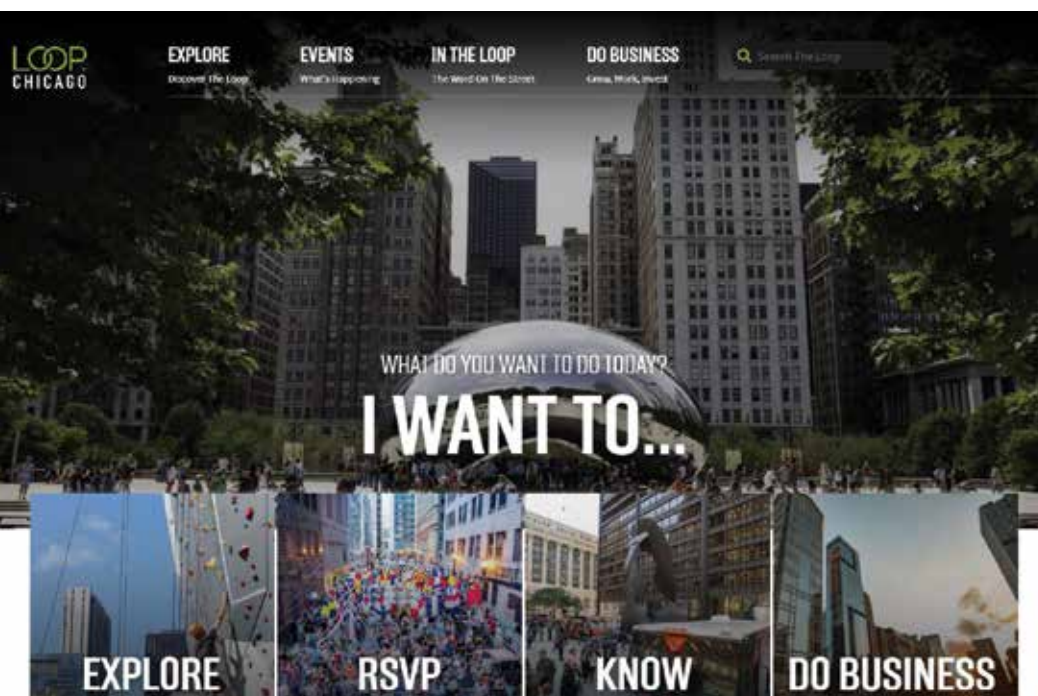 LOOP
CHICAGO
EXPLORE
Discover The Loop
EVENTS
What's Happening
IN THE LOOP
The Word On The Street
DO BUSINESS
Grow, Work, Invest
Search The Loop
WHAT DO YOU WANT TO DO TODAY?
I WANT TO...
EXPLORE
RSVP
KNOW
DO BUSINESS